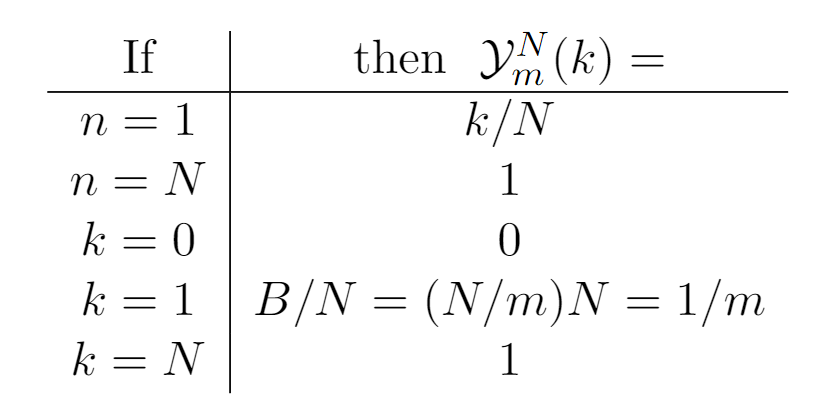 If then 𝒴_m^N(k) =
n = 1 k/N
n = N 1
k = 0 0
k = 1 B/N = (N/m)N = 1/m
k = N 1